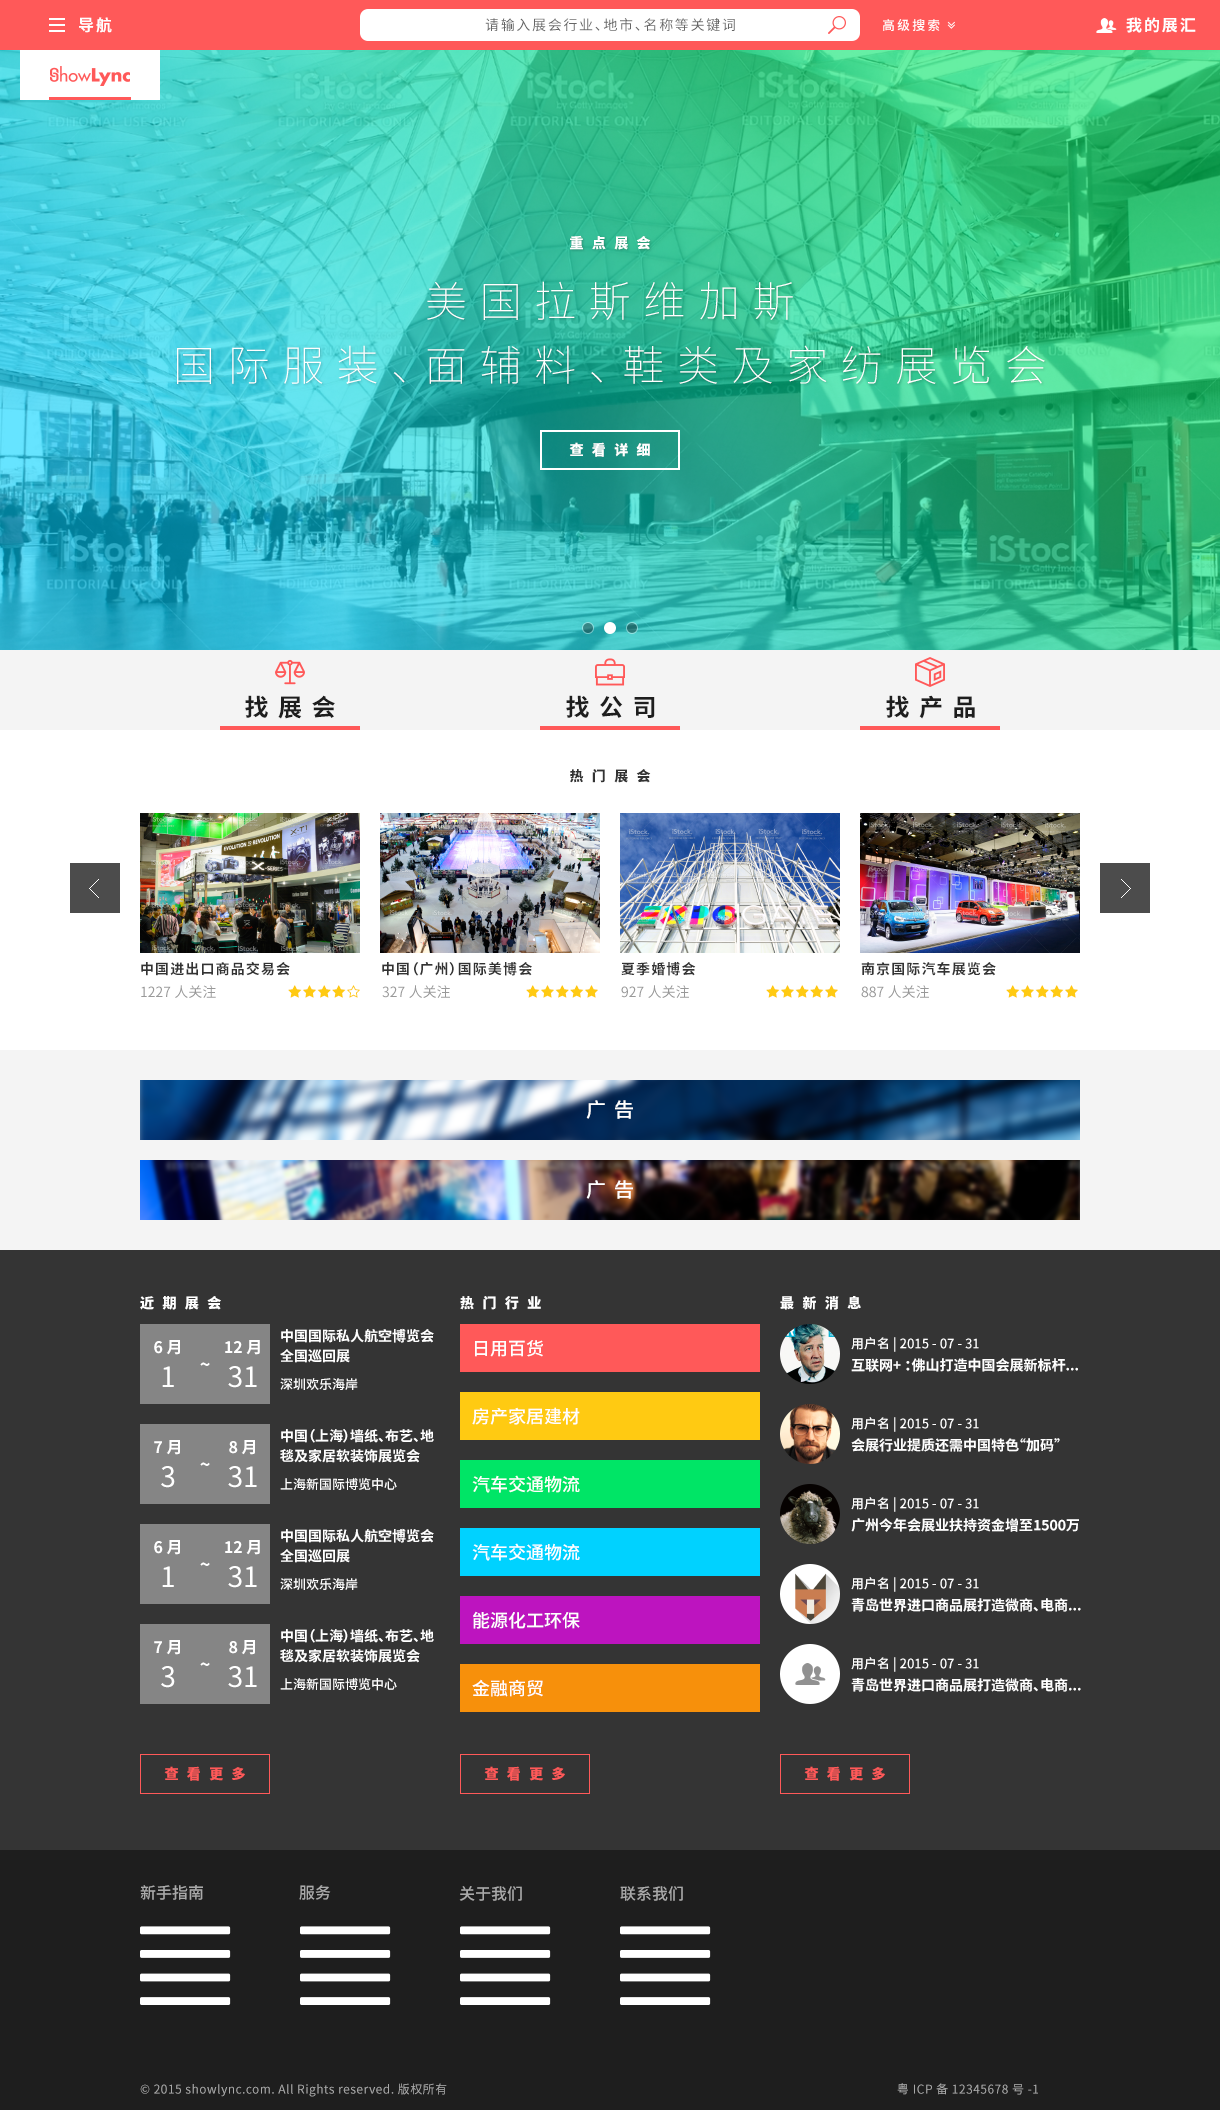 导航
请输入展会行业、地市、名称等关键词
高级搜索
我的展汇
ShowLync
iStock.
by Getty Images
EDITORIAL USE ONLY
重点展会
美国拉斯维加斯
国际服装、面辅料、鞋类及家纺展览会
查看详细
找展会
找公司
找产品
热门展会
中国进出口商品交易会
1227 人关注
中国（广州）国际美博会
327 人关注
夏季婚博会
927 人关注
南京国际汽车展览会
887 人关注
广告
广告
近期展会
6 月 ~ 12 月
1 31
中国国际私人航空博览会
全国巡回展
深圳欢乐海岸
7 月 ~ 8 月
3 31
中国（上海）墙纸、布艺、地
毯及家居软装饰展览会
上海新国际博览中心
6 月 ~ 12 月
1 31
中国国际私人航空博览会
全国巡回展
深圳欢乐海岸
7 月 ~ 8 月
3 31
中国（上海）墙纸、布艺、地
毯及家居软装饰展览会
上海新国际博览中心
查看更多
热门行业
日用百货
房产家居建材
汽车交通物流
汽车交通物流
能源化工环保
金融商贸
查看更多
最新消息
用户名 | 2015 - 07 - 31
互联网+：佛山打造中国会展新标杆...
用户名 | 2015 - 07 - 31
会展行业提质还需中国特色“加码”
用户名 | 2015 - 07 - 31
广州今年会展业扶持资金增至1500万
用户名 | 2015 - 07 - 31
青岛世界进口商品展打造微商、电商...
用户名 | 2015 - 07 - 31
青岛世界进口商品展打造微商、电商...
查看更多
新手指南
服务
关于我们
联系我们
© 2015 showlync.com. All Rights reserved. 版权所有
粤 ICP 备 12345678 号 -1